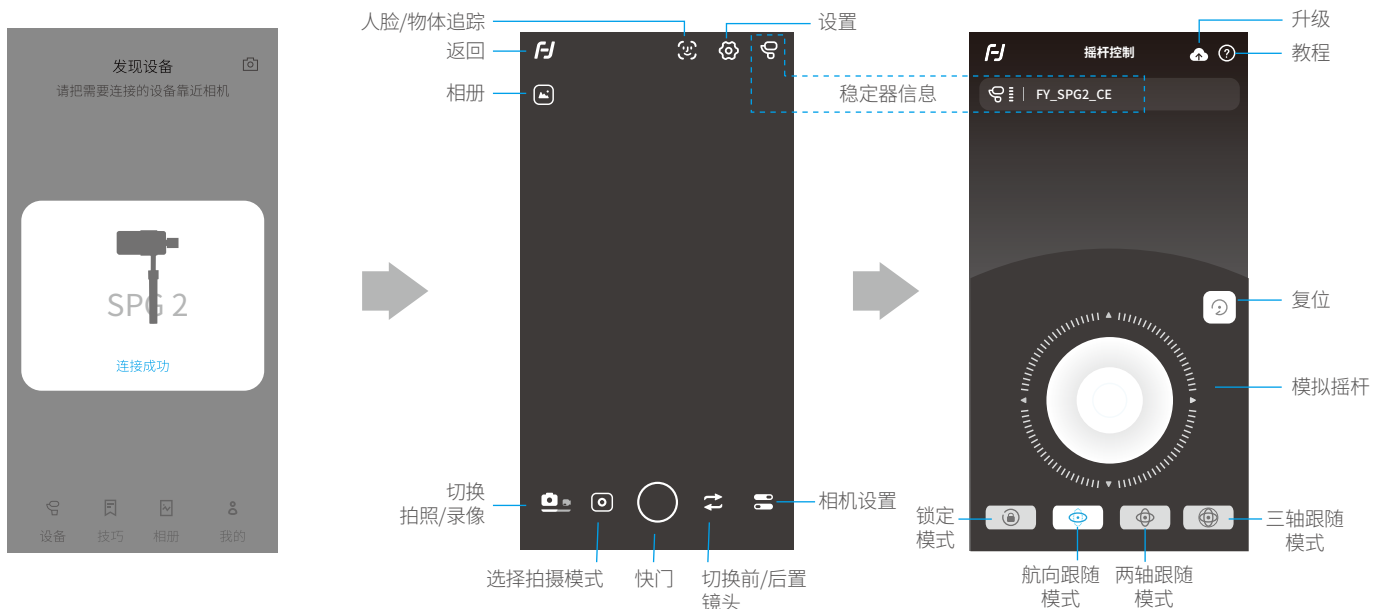 发现设备
请把需要连接的设备靠近相机
SPG 2
连接成功
设备
技巧
相册
我的
人脸/物体追踪
返回
相册
设置
稳定器信息
切换
拍照/录像
选择拍摄模式
快门
切换前/后置
镜头
相机设置
摇杆控制
FY_SPG2_CE
升级
教程
?
复位
模拟摇杆
锁定
模式
航向跟随
模式
两轴跟随
模式
三轴跟随
模式